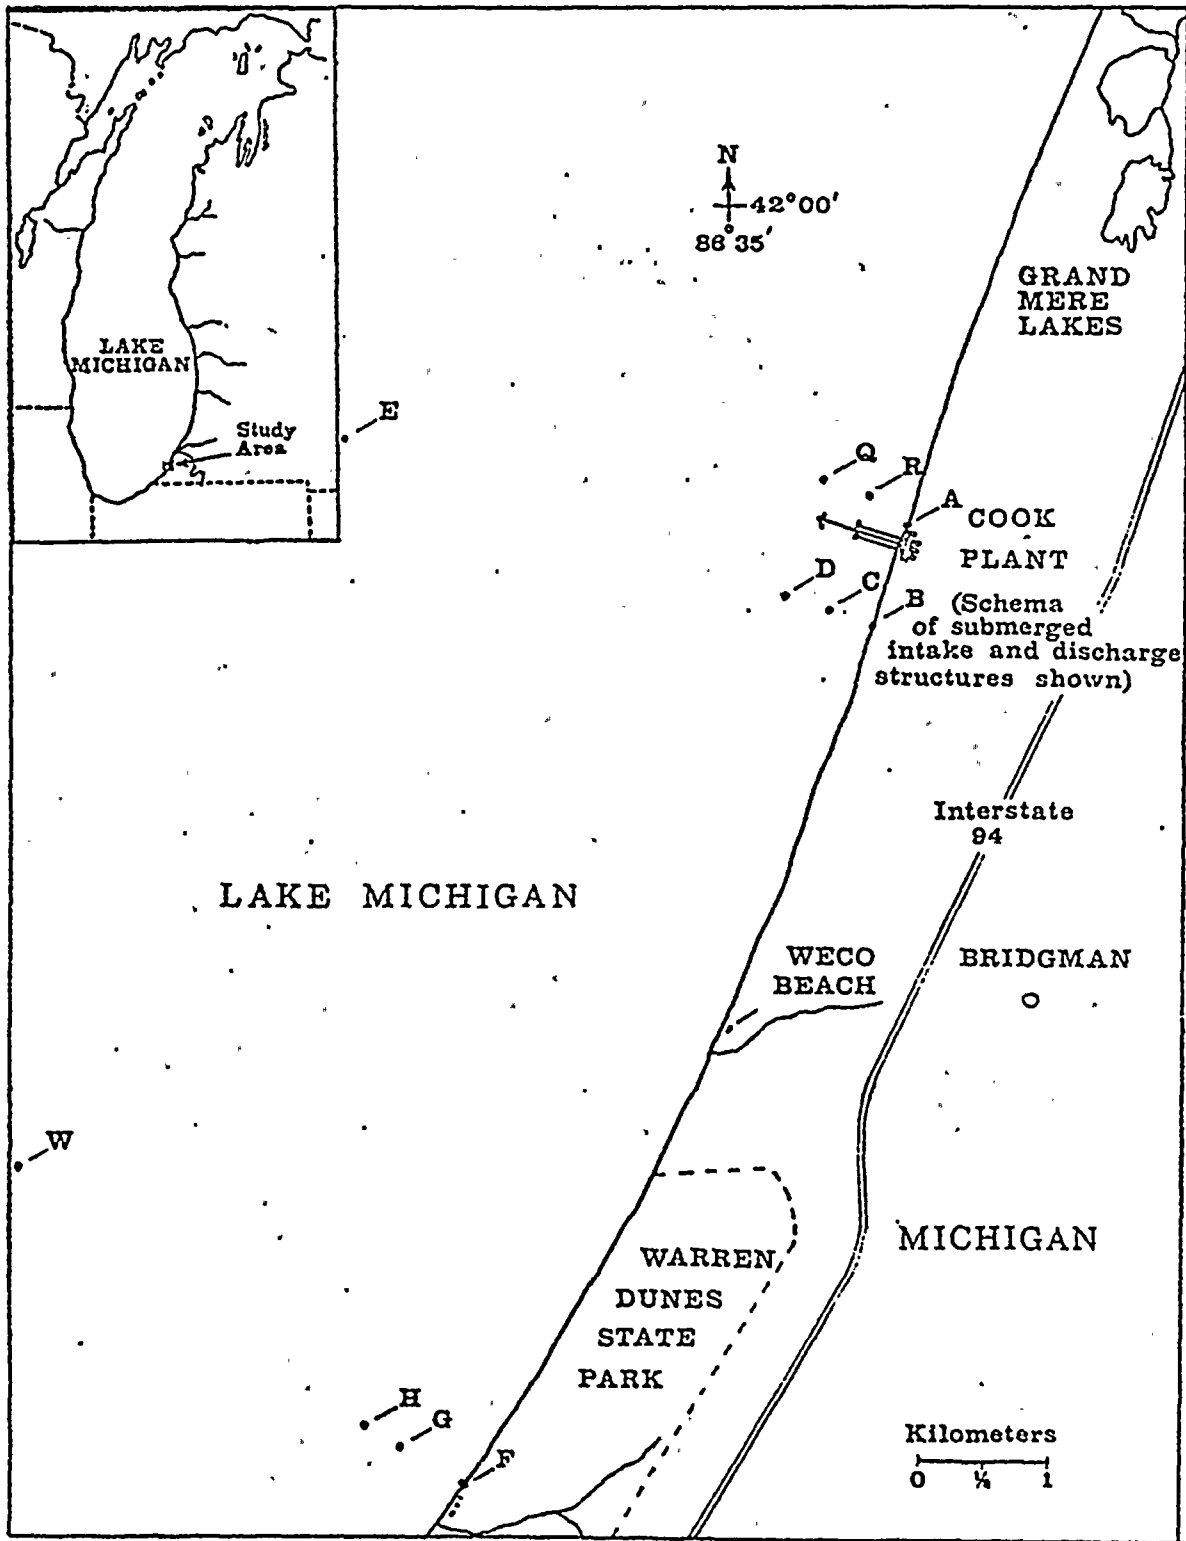 N
42°00'
86°35'
GRAND
MERE
LAKES
LAKE
MICHIGAN
Study
Area
E
Q
R
A
COOK
PLANT
D
C
B
(Schema
of submerged
intake and discharge
structures shown)
Interstate
94
LAKE MICHIGAN
WECO
BEACH
BRIDGMAN
W
MICHIGAN
WARREN
DUNES
STATE
PARK
H
G
F
Kilometers
0 ½ 1